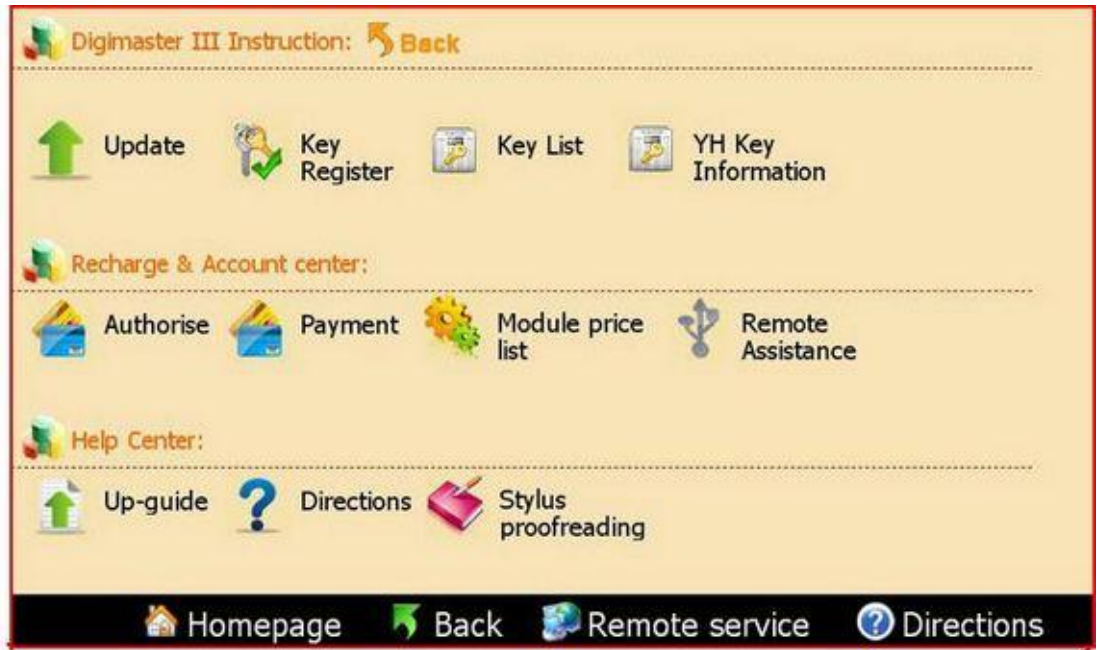 Digimaster III Instruction: Back
Update Key Key List YH Key
Register Information
Recharge & Account center:
Authorise Payment Module price Remote
list Assistance
Help Center:
Up-guide Directions Stylus
proofreading
Homepage Back Remote service Directions